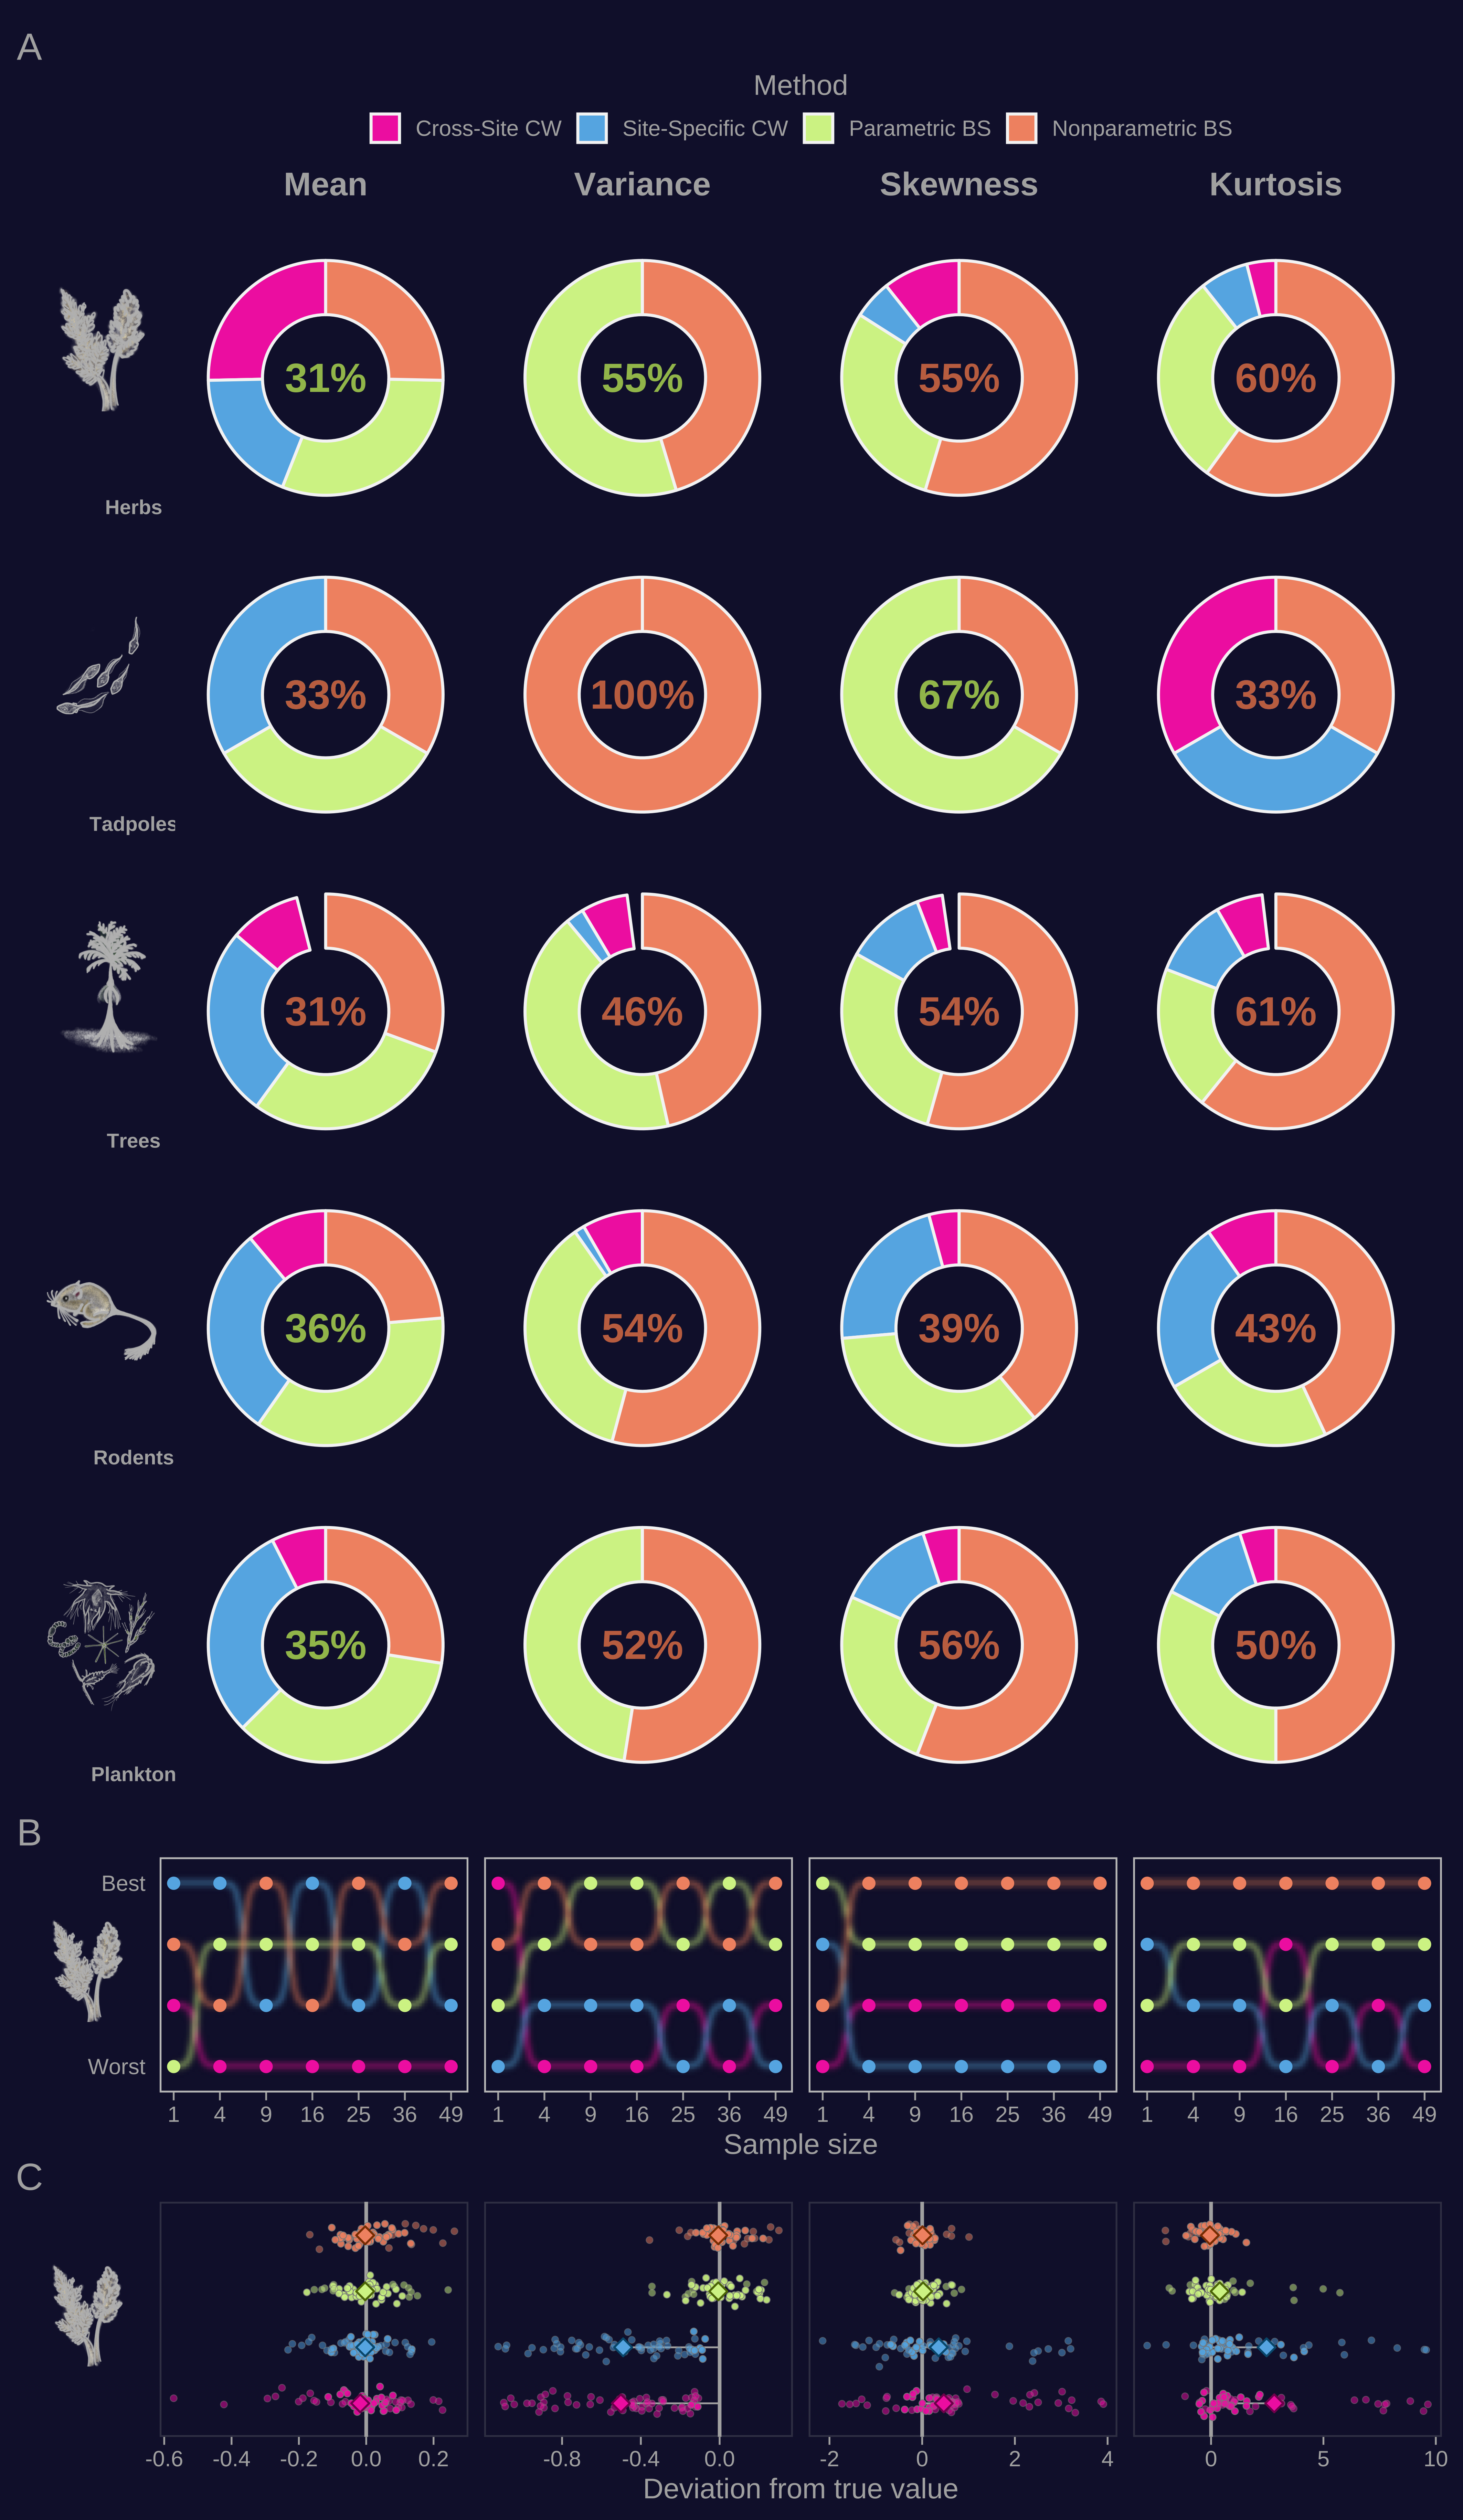 A
Method
Cross-Site CW Site-Specific CW Parametric BS Nonparametric BS
Mean Variance Skewness Kurtosis
31% 55% 55% 60%
Herbs
33% 100% 67% 33%
Tadpoles
31% 46% 54% 61%
Trees
36% 54% 39% 43%
Rodents
35% 52% 56% 50%
Plankton
B
Best
Worst
1 4 9 16 25 36 49 1 4 9 16 25 36 49 1 4 9 16 25 36 49 1 4 9 16 25 36 49
Sample size
C
-0.6 -0.4 -0.2 0.0 0.2 -0.8 -0.4 0.0 -2 0 2 4 0 5 10
Deviation from true value